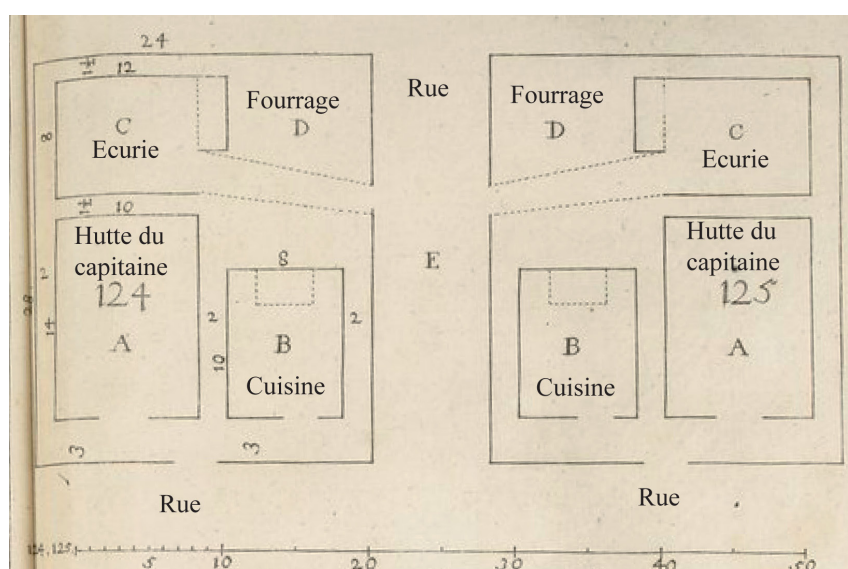 24
1½
12
Fourrage
D
Rue
Fourrage
D
C
Ecurie
8
C
Ecurie
1½
10
Hutte du
capitaine
124
A
2
28
14
8
2
10
B
Cuisine
2
E
B
Cuisine
Hutte du
capitaine
125
A
3
3
Rue
Rue
124.125.
5
10
20
30
40
50